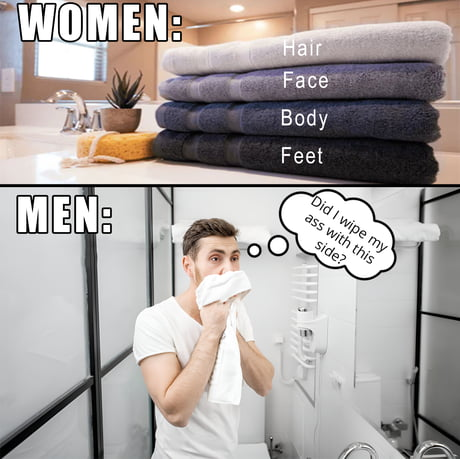 WOMEN:
Hair
Face
Body
Feet
MEN:
Did I wipe my
ass with this
side?